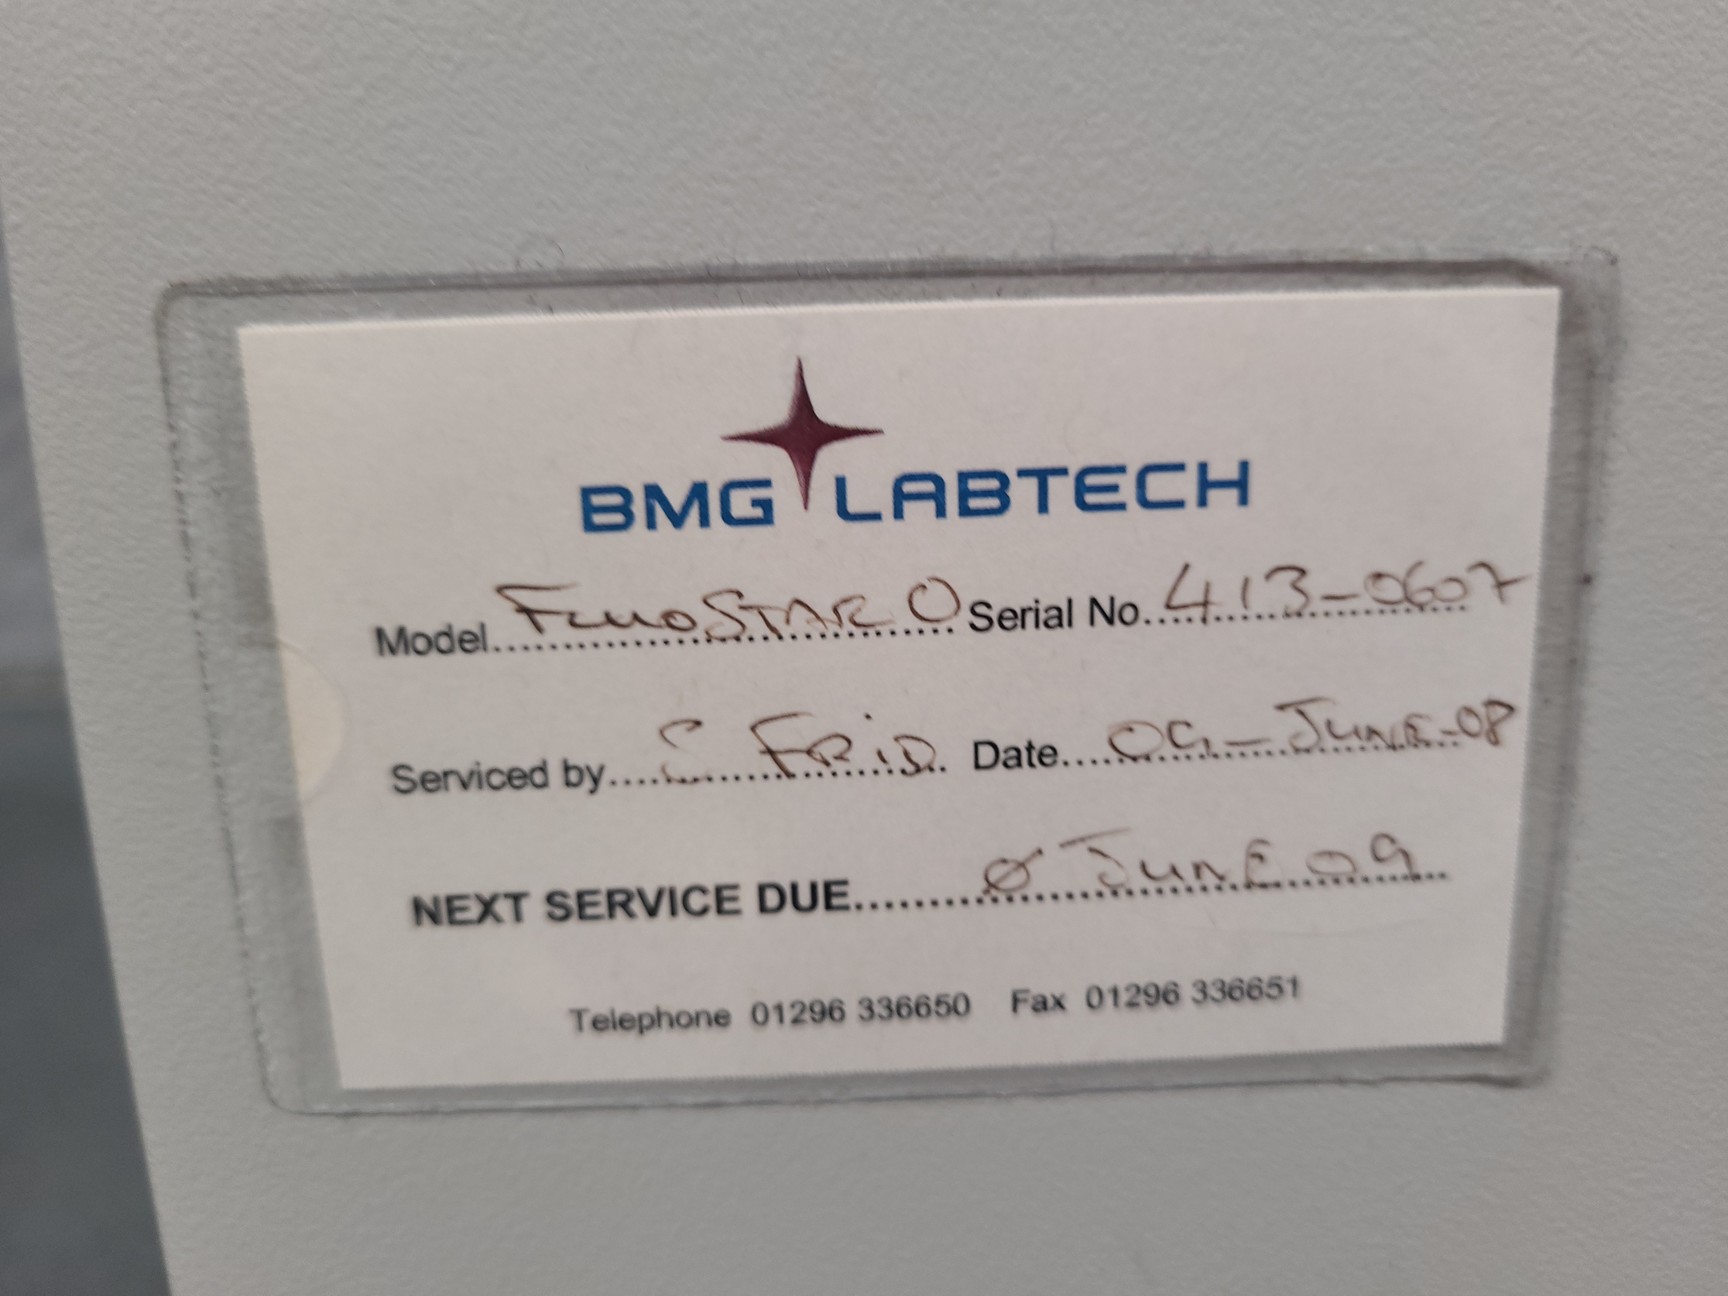 BMG LABTECH
Model FLUOSTAR O Serial No. 413-0607
Serviced by S FRID Date 09-JUNE-08
NEXT SERVICE DUE JUNE 09
Telephone 01296 336650 Fax 01296 336651